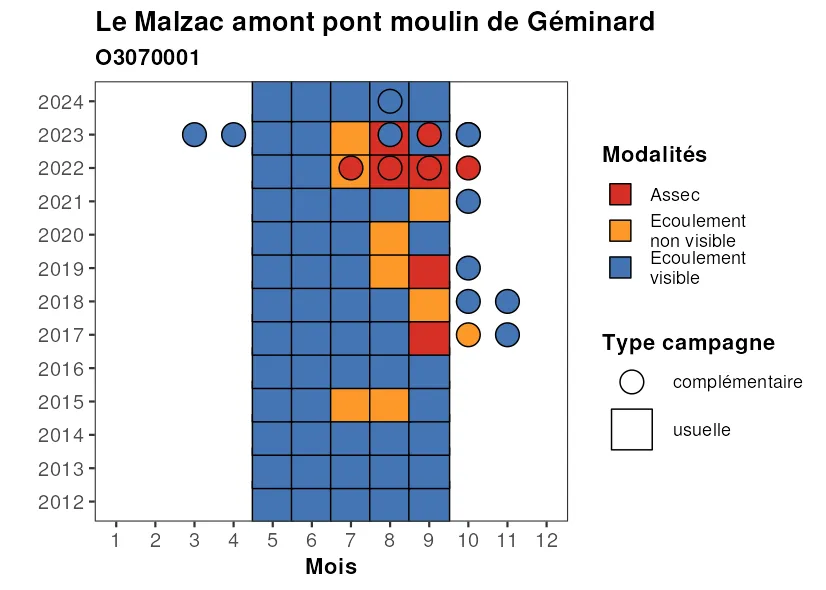 Le Malzac amont pont moulin de Géminard
O3070001
2024
2023
2022
2021
2020
2019
2018
2017
2016
2015
2014
2013
2012
1 2 3 4 5 6 7 8 9 10 11 12
Mois
Modalités
Assec
Ecoulement
non visible
Ecoulement
visible
Type campagne
complémentaire
usuelle